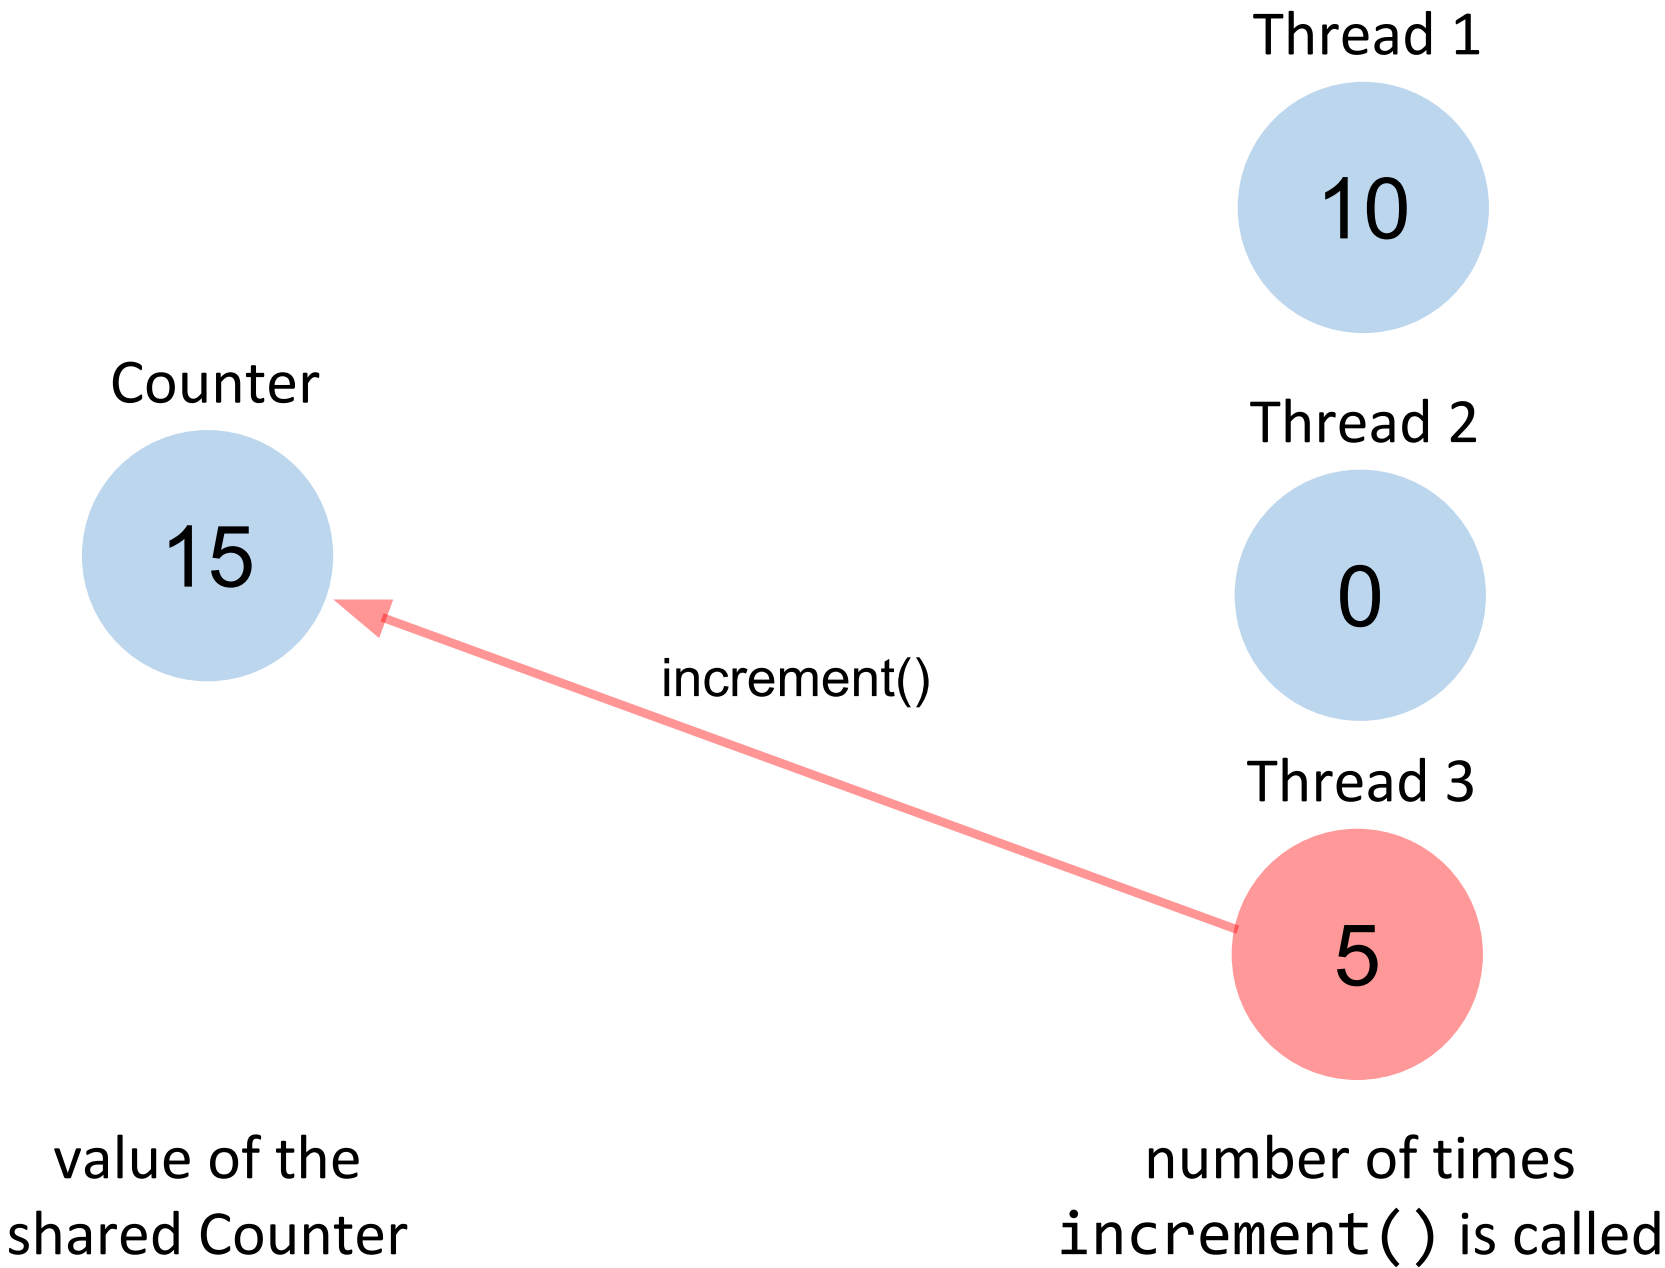 Thread 1
10
Counter
15
Thread 2
0
increment()
Thread 3
5
value of the
shared Counter
number of times
increment() is called